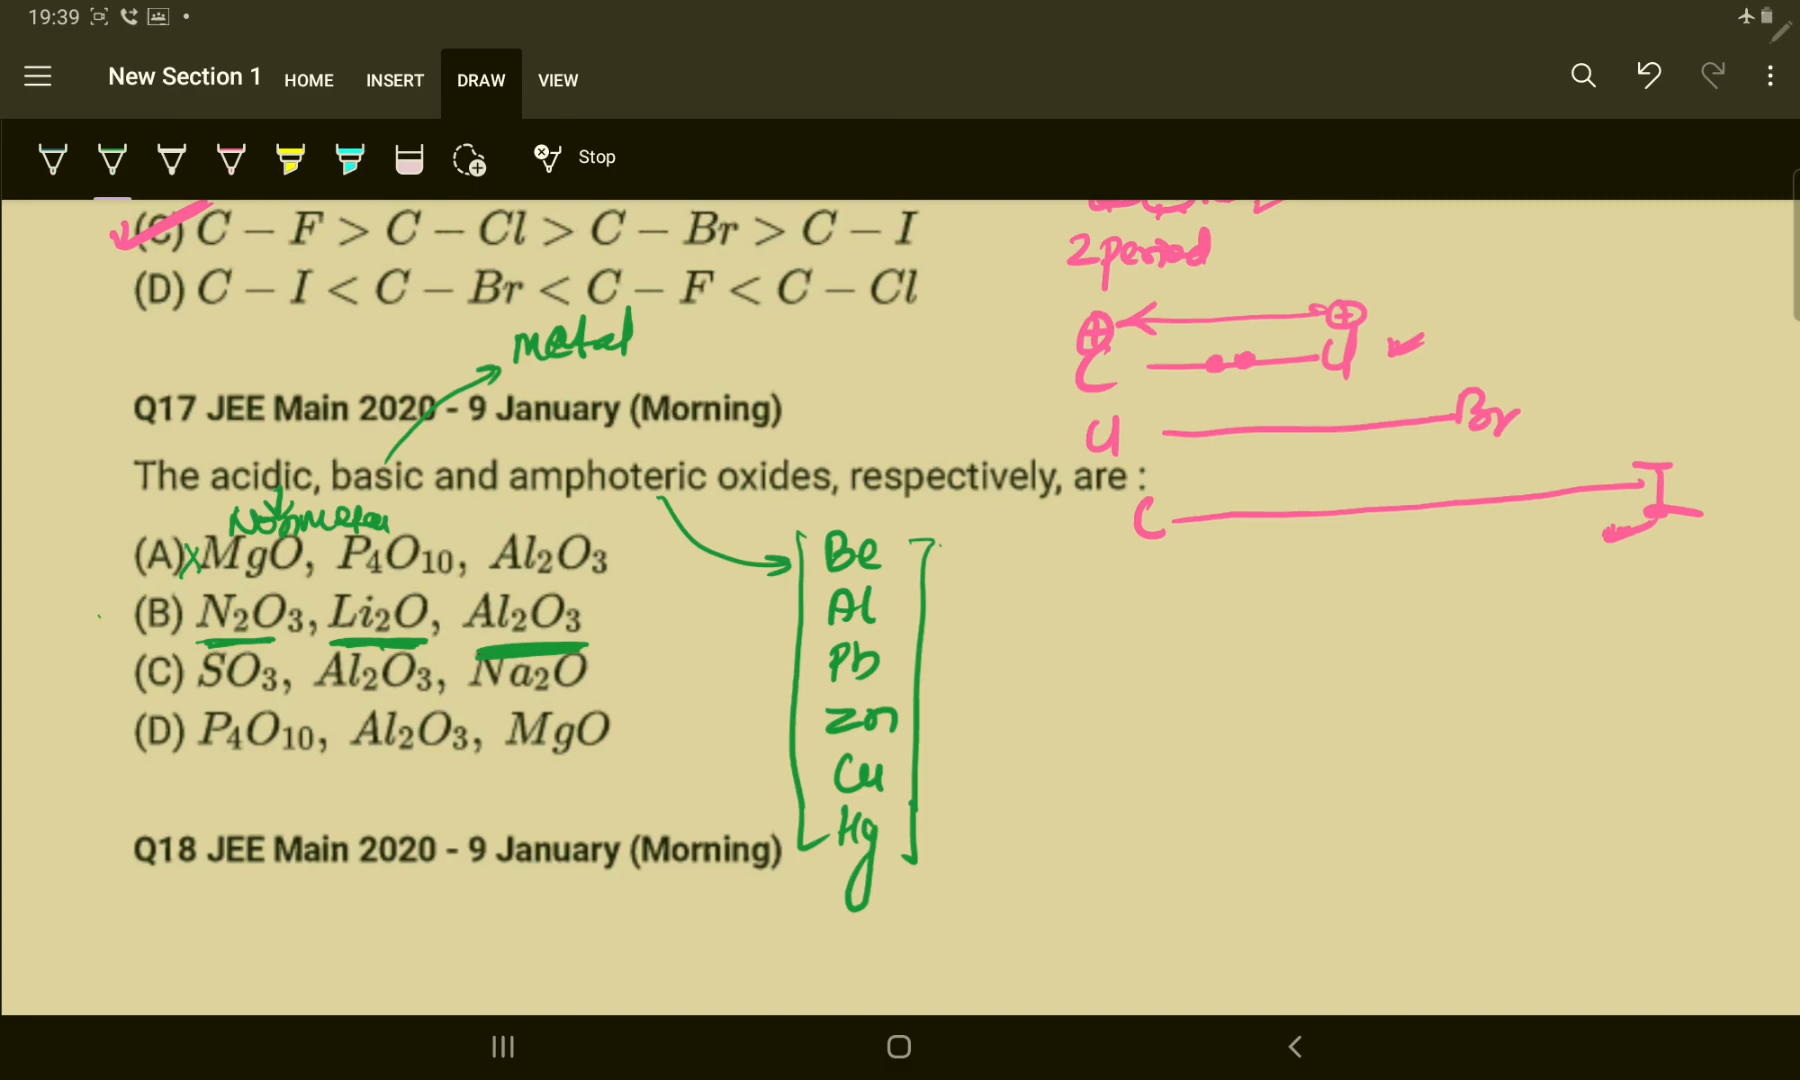 19:39
New Section 1 HOME INSERT DRAW VIEW
Stop
(C) C – F > C – Cl > C – Br > C – I
(D) C – I < C – Br < C – F < C – Cl
2 period
metal
⊕ ⊕
C Cl
Q17 JEE Main 2020 - 9 January (Morning)
Cl Br
The acidic, basic and amphoteric oxides, respectively, are :
C I
Nonmetal
(A) x MgO, P₄O₁₀, Al₂O₃
(B) N₂O₃, Li₂O, Al₂O₃
(C) SO₃, Al₂O₃, Na₂O
(D) P₄O₁₀, Al₂O₃, MgO
Be
Al
Pb
Zn
Cu
Hg
Q18 JEE Main 2020 - 9 January (Morning)